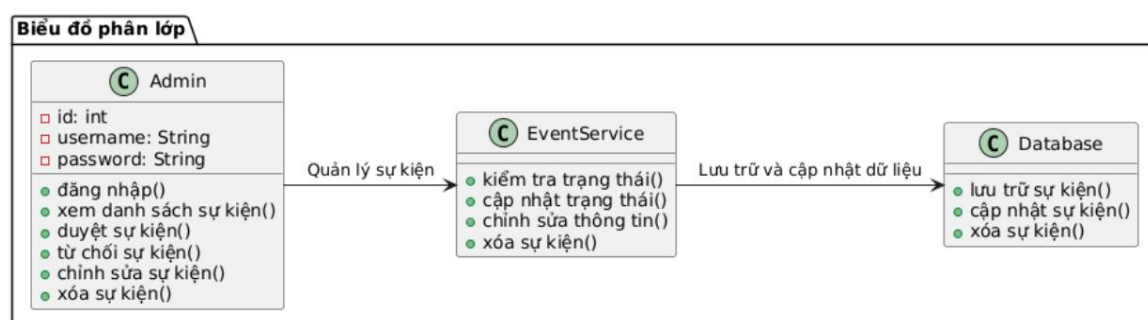 Biểu đồ phân lớp
C Admin
id: int
username: String
password: String
đăng nhập()
xem danh sách sự kiện()
duyệt sự kiện()
từ chối sự kiện()
chỉnh sửa sự kiện()
xóa sự kiện()
Quản lý sự kiện
C EventService
kiểm tra trạng thái()
cập nhật trạng thái()
chỉnh sửa thông tin()
xóa sự kiện()
Lưu trữ và cập nhật dữ liệu
C Database
lưu trữ sự kiện()
cập nhật sự kiện()
xóa sự kiện()